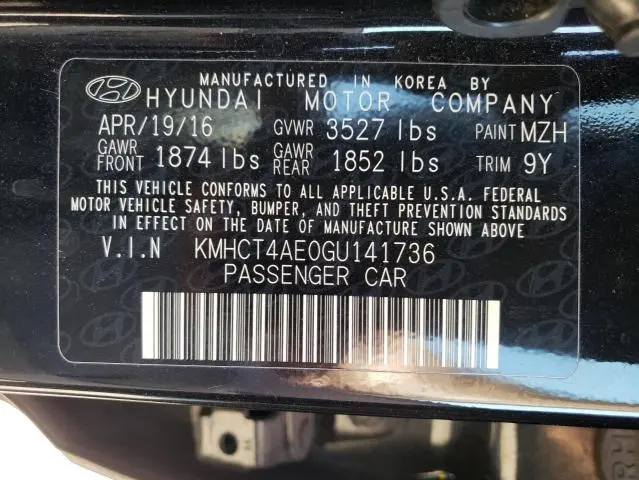 MANUFACTURED IN KOREA BY
HYUNDAI MOTOR COMPANY
APR/19/16 GVWR 3527 lbs PAINT MZH
GAWR FRONT 1874 lbs GAWR REAR 1852 lbs TRIM 9Y
THIS VEHICLE CONFORMS TO ALL APPLICABLE U.S.A. FEDERAL
MOTOR VEHICLE SAFETY, BUMPER, AND THEFT PREVENTION STANDARDS
IN EFFECT ON THE DATE OF MANUFACTURE SHOWN ABOVE
V.I.N KMHCT4AE0GU141736
PASSENGER CAR